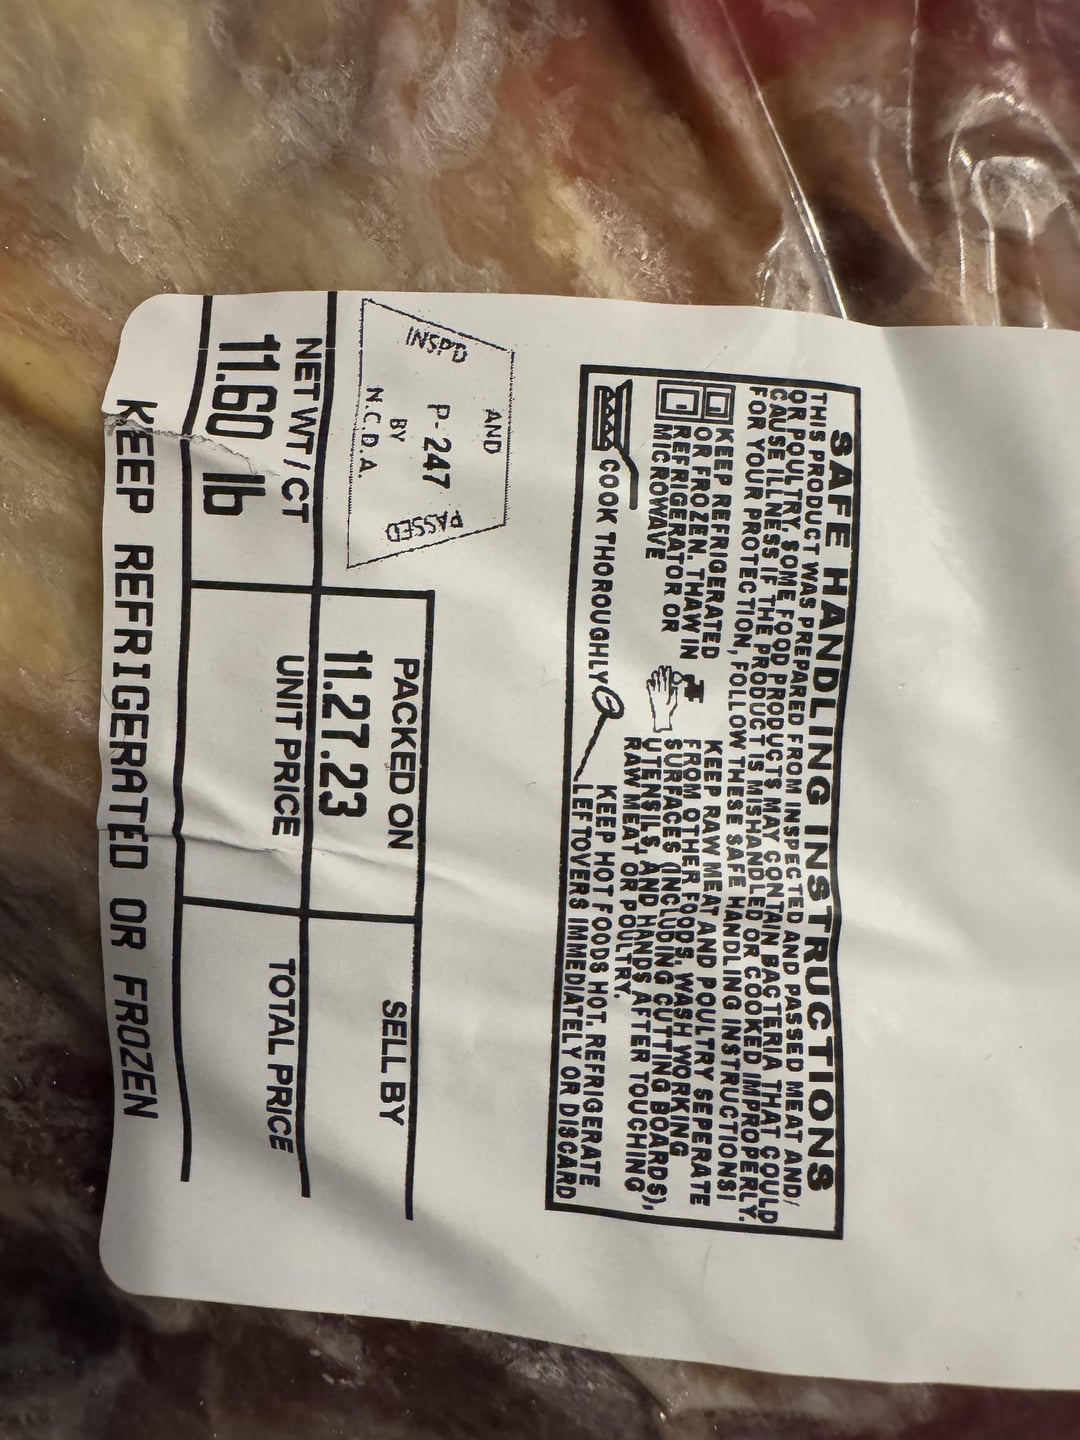 SAFE HANDLING INSTRUCTIONS
THIS PRODUCT WAS PREPARED FROM INSPECTED AND PASSED MEAT AND/
OR POULTRY. SOME FOOD PRODUCTS MAY CONTAIN BACTERIA THAT COULD
CAUSE ILLNESS IF THE PRODUCT IS MISHANDLED OR COOKED IMPROPERLY.
FOR YOUR PROTECTION, FOLLOW THESE SAFE HANDLING INSTRUCTIONS!
KEEP REFRIGERATED
OR FROZEN. THAW IN
REFRIGERATOR OR
MICROWAVE
KEEP RAW MEAT AND POULTRY SEPERATE
FROM OTHER FOODS. WASH WORKING
SURFACES (INCLUDING CUTTING BOARDS),
UTENSILS, AND HANDS AFTER TOUCHING
RAW MEAT OR POULTRY.
COOK THOROUGHLY
KEEP HOT FOODS HOT. REFRIGERATE
LEFTOVERS IMMEDIATELY OR DISCARD
INSPD
AND
PASSED
P-247
BY
N.C.D.A.
PACKED ON
11.27.23
SELL BY
NET WT / CT
11.60 lb
UNIT PRICE
TOTAL PRICE
KEEP REFRIGERATED OR FROZEN